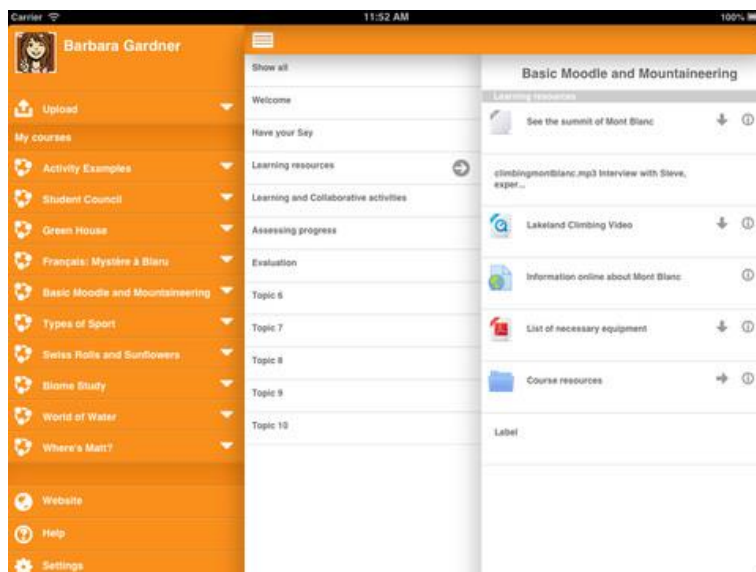 Carrier
11:52 AM
100%
Barbara Gardner
Upload
My courses
Activity Examples
Student Council
Green House
Français: Mystère à Blaru
Basic Moodle and Mountaineering
Types of Sport
Swiss Rolls and Sunflowers
Biome Study
World of Water
Where's Matt?
Website
Help
Settings
Show all
Welcome
Have your Say
Learning resources
Learning and Collaborative activities
Assessing progress
Evaluation
Topic 6
Topic 7
Topic 8
Topic 9
Topic 10
Basic Moodle and Mountaineering
Learning resources
See the summit of Mont Blanc
climbingmontblanc.mp3 Interview with Steve,
exper...
Lakeland Climbing Video
Information online about Mont Blanc
List of necessary equipment
Course resources
Label